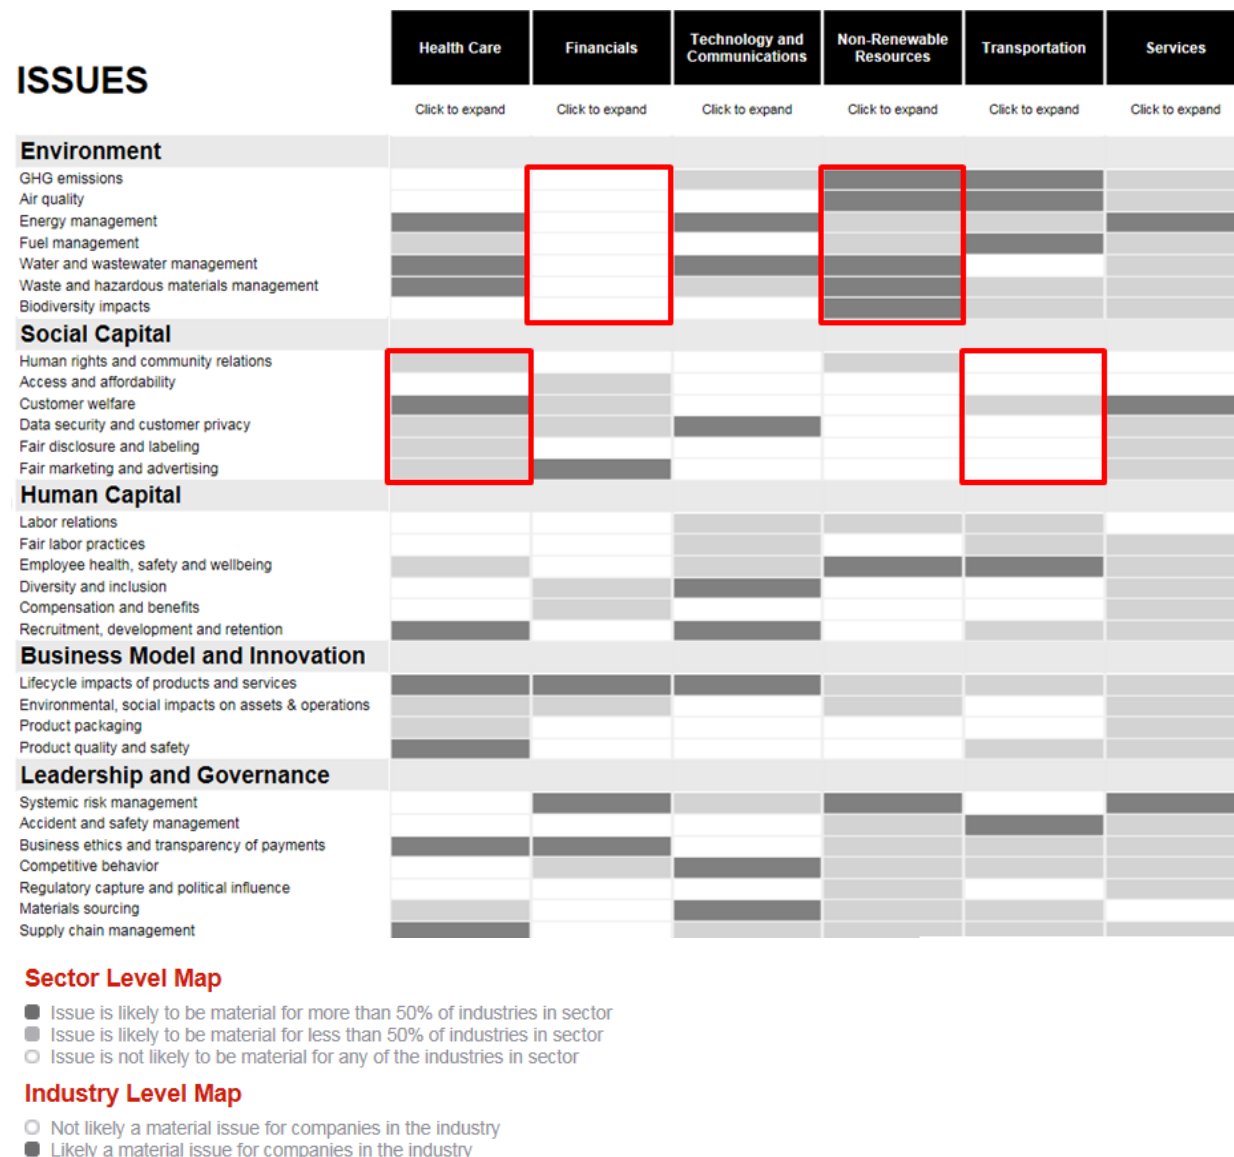 Health Care
Financials
Technology and
Communications
Non-Renewable
Resources
Transportation
Services
ISSUES
Click to expand
Click to expand
Click to expand
Click to expand
Click to expand
Click to expand
Environment
GHG emissions
Air quality
Energy management
Fuel management
Water and wastewater management
Waste and hazardous materials management
Biodiversity impacts
Social Capital
Human rights and community relations
Access and affordability
Customer welfare
Data security and customer privacy
Fair disclosure and labeling
Fair marketing and advertising
Human Capital
Labor relations
Fair labor practices
Employee health, safety and wellbeing
Diversity and inclusion
Compensation and benefits
Recruitment, development and retention
Business Model and Innovation
Lifecycle impacts of products and services
Environmental, social impacts on assets & operations
Product packaging
Product quality and safety
Leadership and Governance
Systemic risk management
Accident and safety management
Business ethics and transparency of payments
Competitive behavior
Regulatory capture and political influence
Materials sourcing
Supply chain management
Sector Level Map
Issue is likely to be material for more than 50% of industries in sector
Issue is likely to be material for less than 50% of industries in sector
Issue is not likely to be material for any of the industries in sector
Industry Level Map
Not likely a material issue for companies in the industry
Likely a material issue for companies in the industry